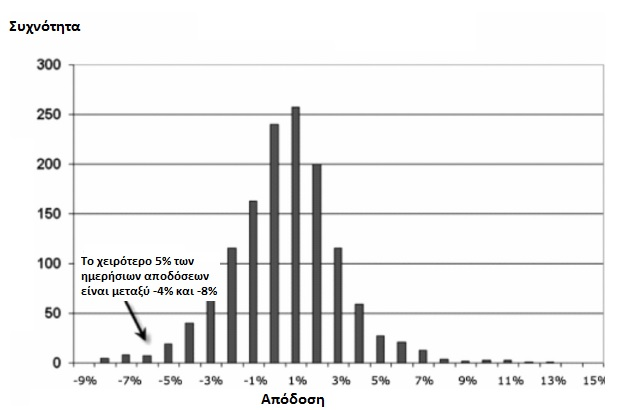 Συχνότητα
300
250
200
150
100
50
0
Το χειρότερο 5% των
ημερήσιων αποδόσεων
είναι μεταξύ -4% και -8%
-9% -7% -5% -3% -1% 1% 3% 5% 7% 9% 11% 13% 15%
Απόδοση